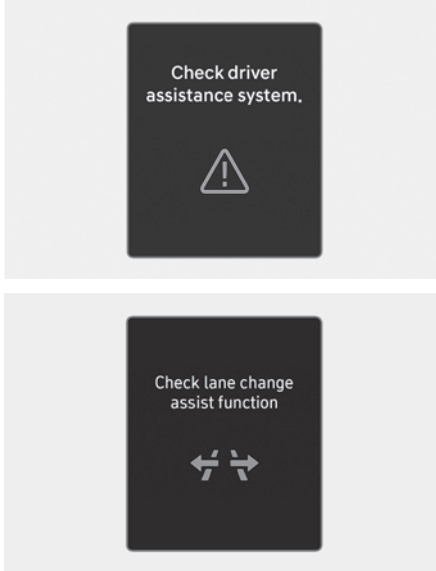 Check driver
assistance system.
Check lane change
assist function